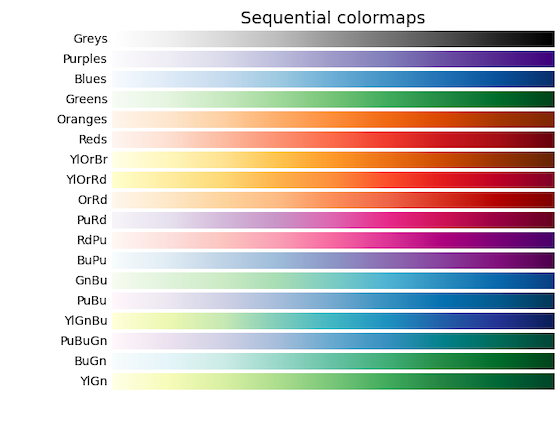 Sequential colormaps
Greys
Purples
Blues
Greens
Oranges
Reds
YlOrBr
YlOrRd
OrRd
PuRd
RdPu
BuPu
GnBu
PuBu
YlGnBu
PuBuGn
BuGn
YlGn